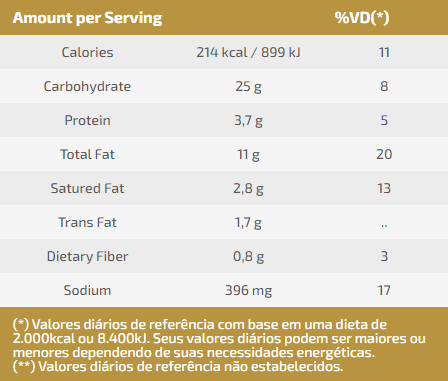 Amount per Serving %VD(*)
Calories 214 kcal / 899 kJ 11
Carbohydrate 25 g 8
Protein 3,7 g 5
Total Fat 11 g 20
Satured Fat 2,8 g 13
Trans Fat 1,7 g ..
Dietary Fiber 0,8 g 3
Sodium 396 mg 17
(*) Valores diários de referência com base em uma dieta de
2.000kcal ou 8.400kJ. Seus valores diários podem ser maiores ou
menores dependendo de suas necessidades energéticas.
(**) Valores diários de referência não estabelecidos.